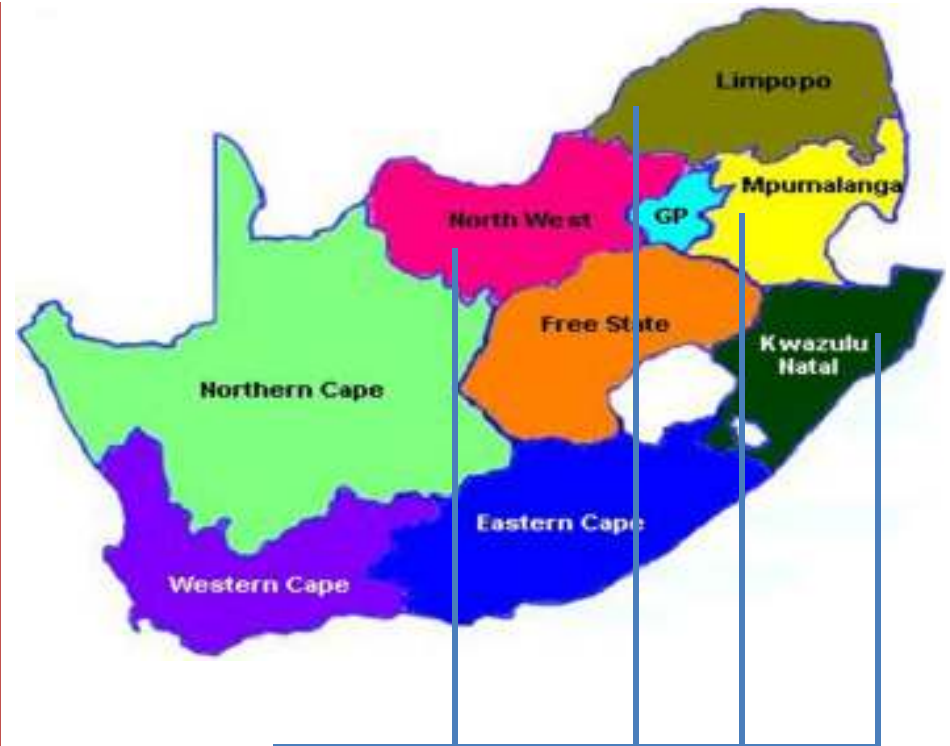 Limpopo
Mpumalanga
North West
GP
Free State
Kwazulu
Natal
Northern Cape
Eastern Cape
Western Cape